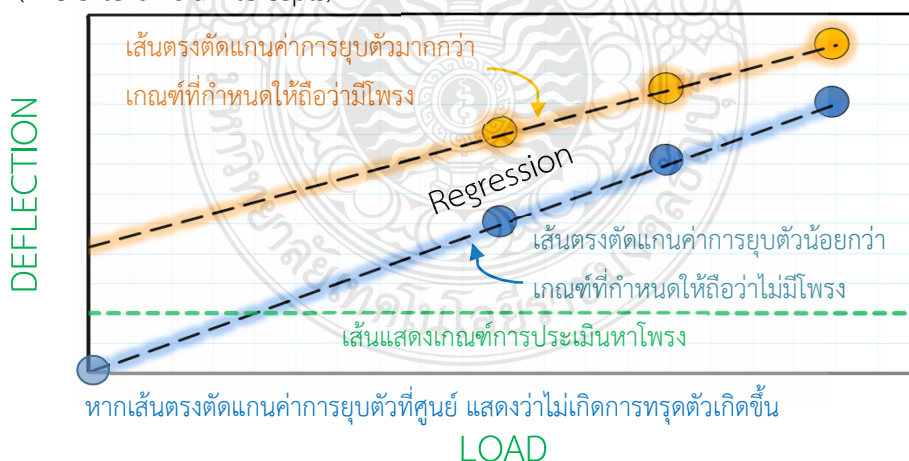 เส้นตรงตัดแกนค่าการยุบตัวมากกว่า
เกณฑ์ที่กำหนดให้ถือว่ามีโพรง
DEFLECTION
Regression
เส้นตรงตัดแกนค่าการยุบตัวน้อยกว่า
เกณฑ์ที่กำหนดให้ถือว่าไม่มีโพรง
เส้นแสดงเกณฑ์การประเมินหาโพรง
หากเส้นตรงตัดแกนค่าการยุบตัวที่ศูนย์ แสดงว่าไม่เกิดการทรุดตัวเกิดขึ้น
LOAD